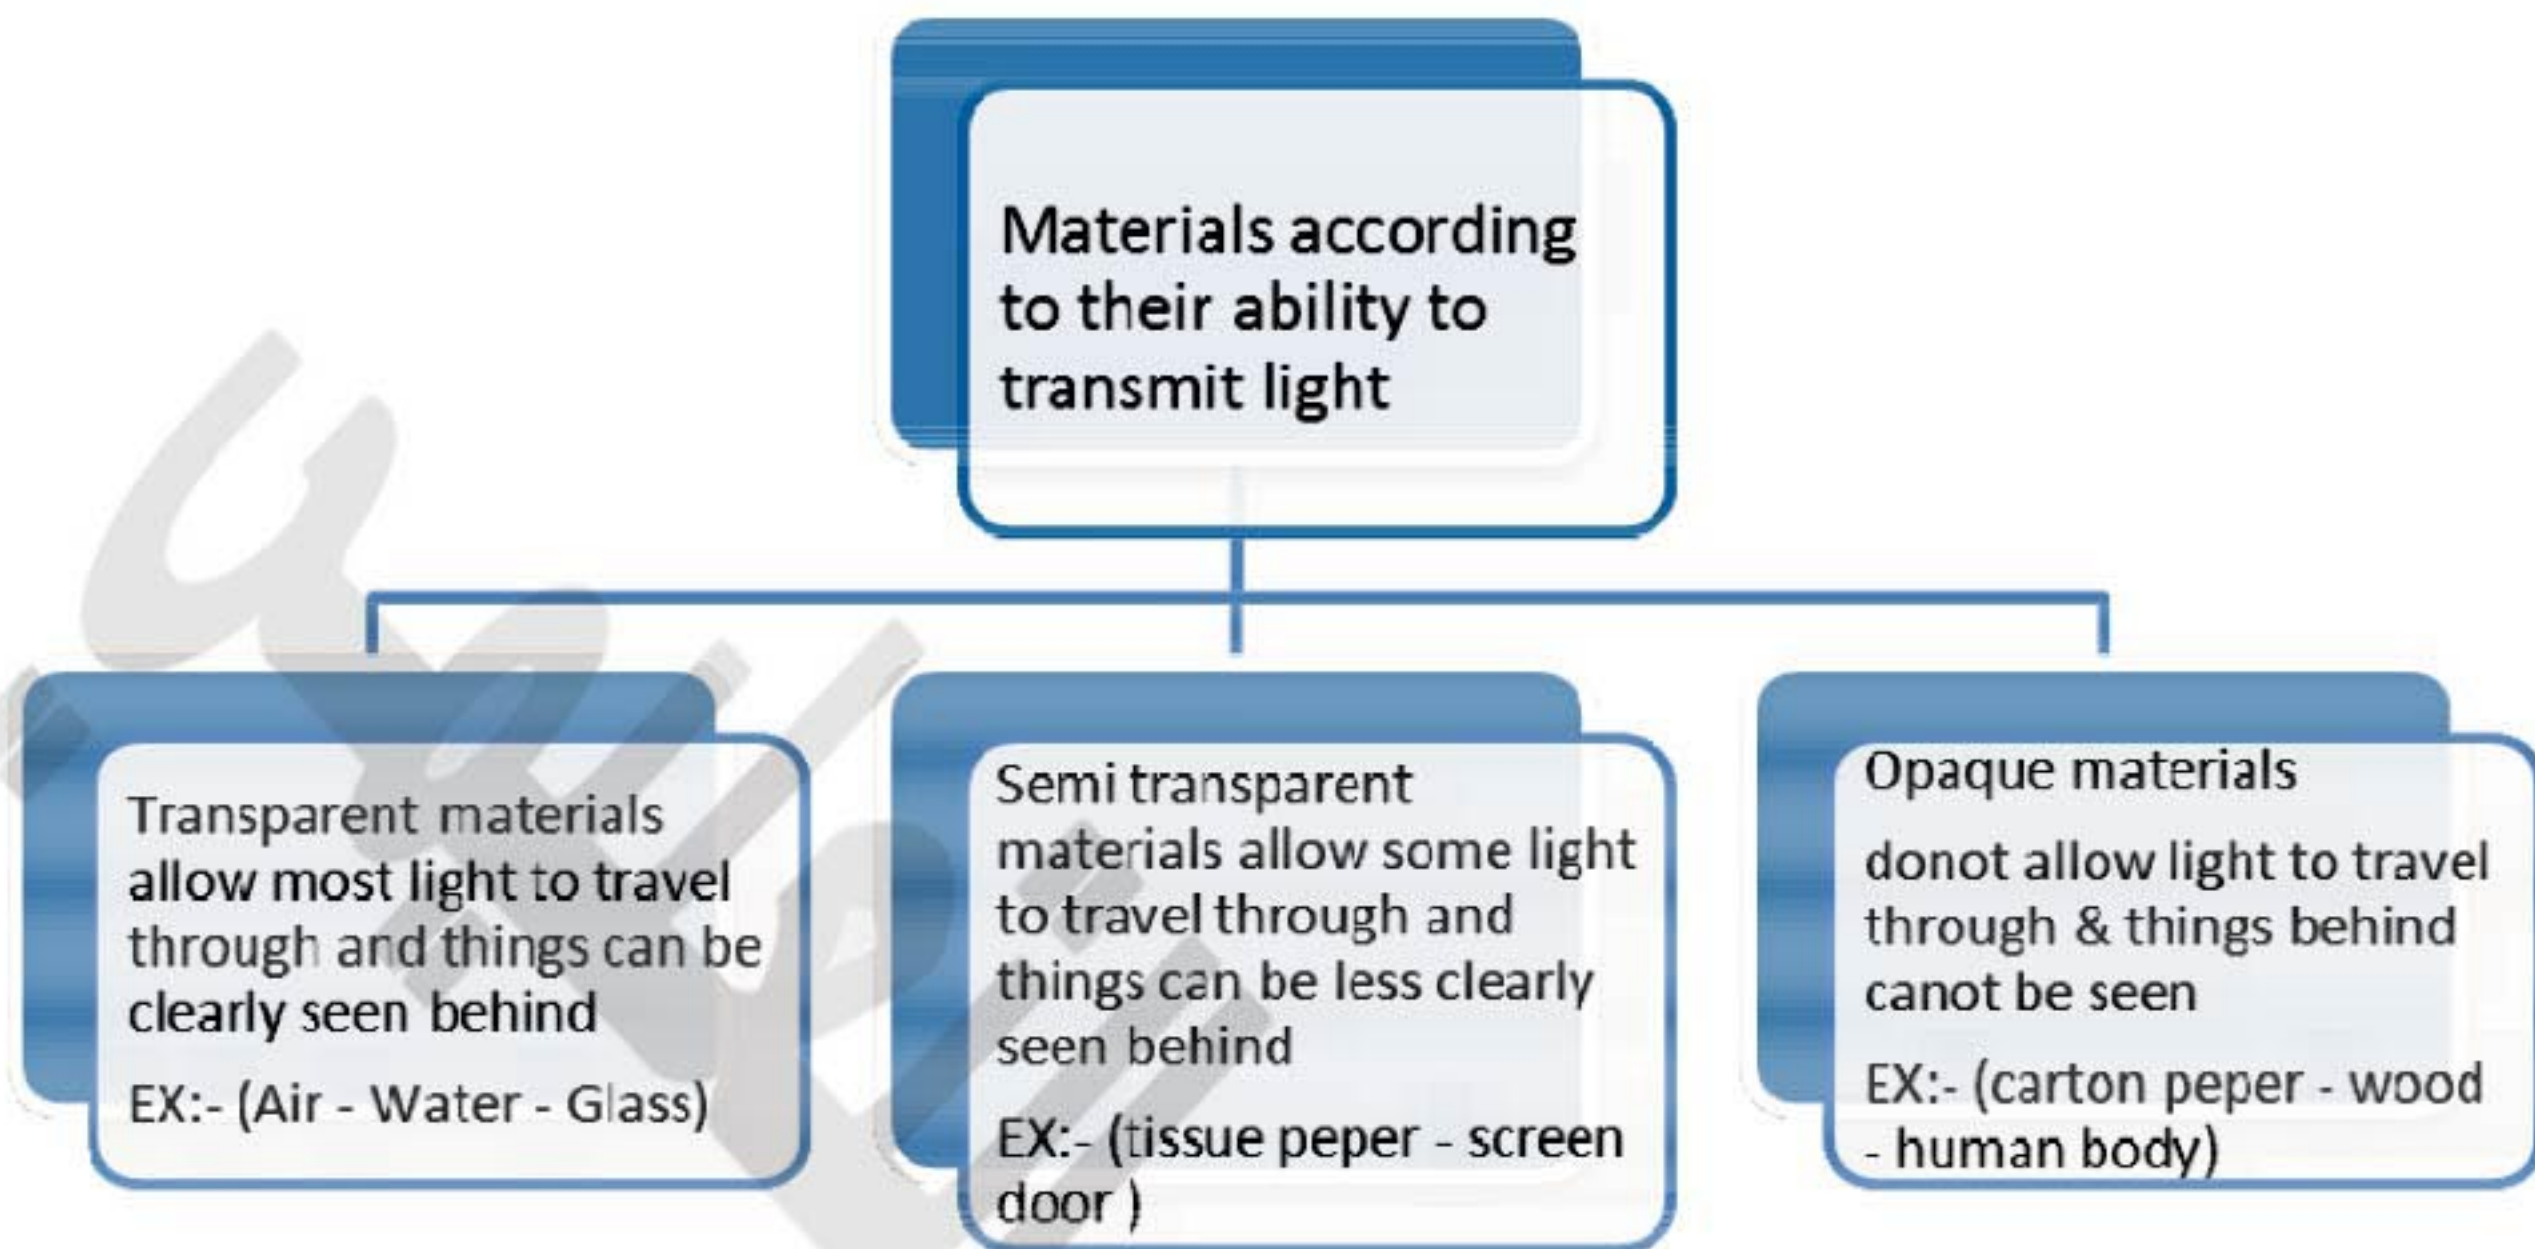 Materials according
to their ability to
transmit light
Transparent materials
allow most light to travel
through and things can be
clearly seen behind
EX:- (Air - Water - Glass)
Semi transparent
materials allow some light
to travel through and
things can be less clearly
seen behind
EX:- (tissue peper - screen
door )
Opaque materials
donot allow light to travel
through & things behind
canot be seen
EX:- (carton peper - wood
- human body)